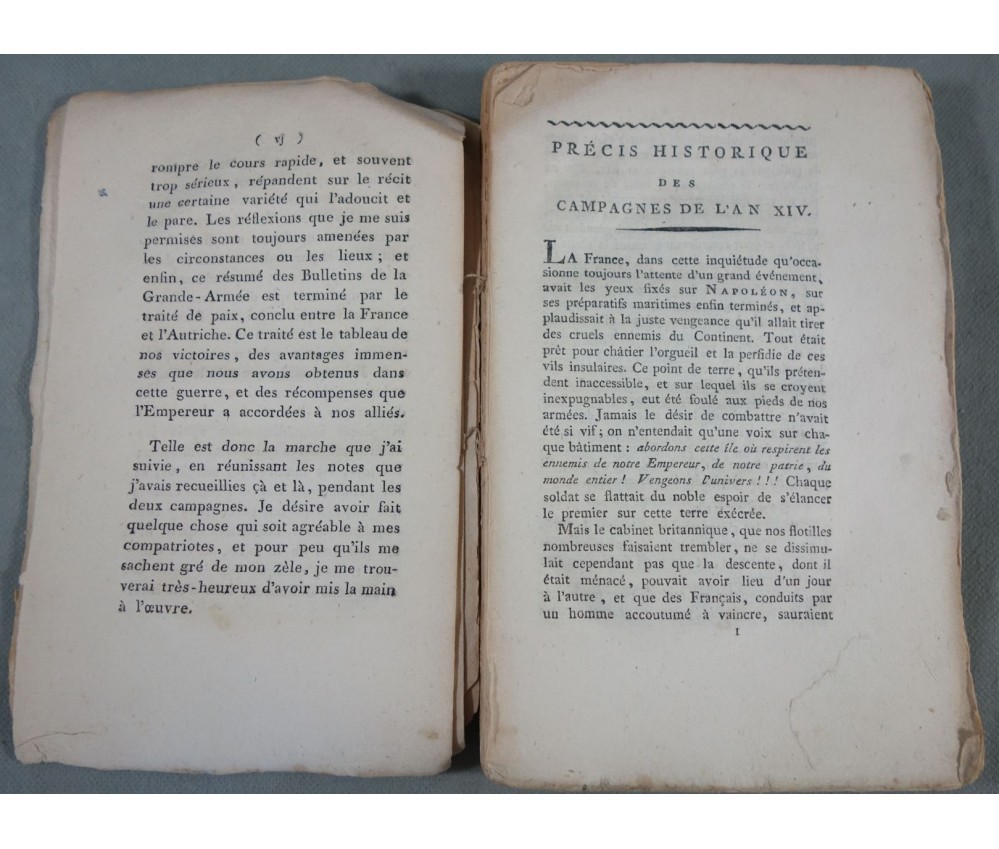 ( vj )
rompre le cours rapide, et souvent
trop sérieux, répandent sur le récit
une certaine variété qui l'adoucit et
le pare. Les réflexions que je me suis
permises sont toujours amenées par
les circonstances ou les lieux ; et
enfin, ce résumé des Bulletins de la
Grande-Armée est terminé par le
traité de paix, conclu entre la France
et l'Autriche. Ce traité est le tableau de
nos victoires, des avantages immen-
ses que nous avons obtenus dans
cette guerre, et des récompenses que
l'Empereur a accordées à nos alliés.
Telle est donc la marche que j'ai
suivie, en réunissant les notes que
j'avais recueillies çà et là, pendant les
deux campagnes. Je désire avoir fait
quelque chose qui soit agréable à mes
compatriotes, et pour peu qu'ils me
sachent gré de mon zèle, je me trou-
verai très-heureux d'avoir mis la main
à l'œuvre.
PRÉCIS HISTORIQUE
DES
CAMPAGNES DE L'AN XIV.
LA France, dans cette inquiétude qu'occa-
sionne toujours l'attente d'un grand événement,
avait les yeux fixés sur NAPOLÉON, sur
ses préparatifs maritimes enfin terminés, et ap-
plaudissait à la juste vengeance qu'il allait tirer
des cruels ennemis du Continent. Tout était
prêt pour châtier l'orgueil et la perfidie de ces
vils insulaires. Ce point de terre, qu'ils préten-
dent inaccessible, et sur lequel ils se croyent
inexpugnables, eut été foulé aux pieds de nos
armées. Jamais le désir de combattre n'avait
été si vif ; on n'entendait qu'une voix sur cha-
que bâtiment : abordons cette île où respirent les
ennemis de notre Empereur, de notre patrie, du
monde entier ! Vengeons l'univers ! ! ! Chaque
soldat se flattait du noble espoir de s'élancer
le premier sur cette terre exécrée.
Mais le cabinet britannique, que nos flotilles
nombreuses faisaient trembler, ne se dissimu-
lait cependant pas que la descente, dont il
était ménacé, pouvait avoir lieu d'un jour
à l'autre, et que des Français, conduits par
un homme accoutumé à vaincre, sauraient
1